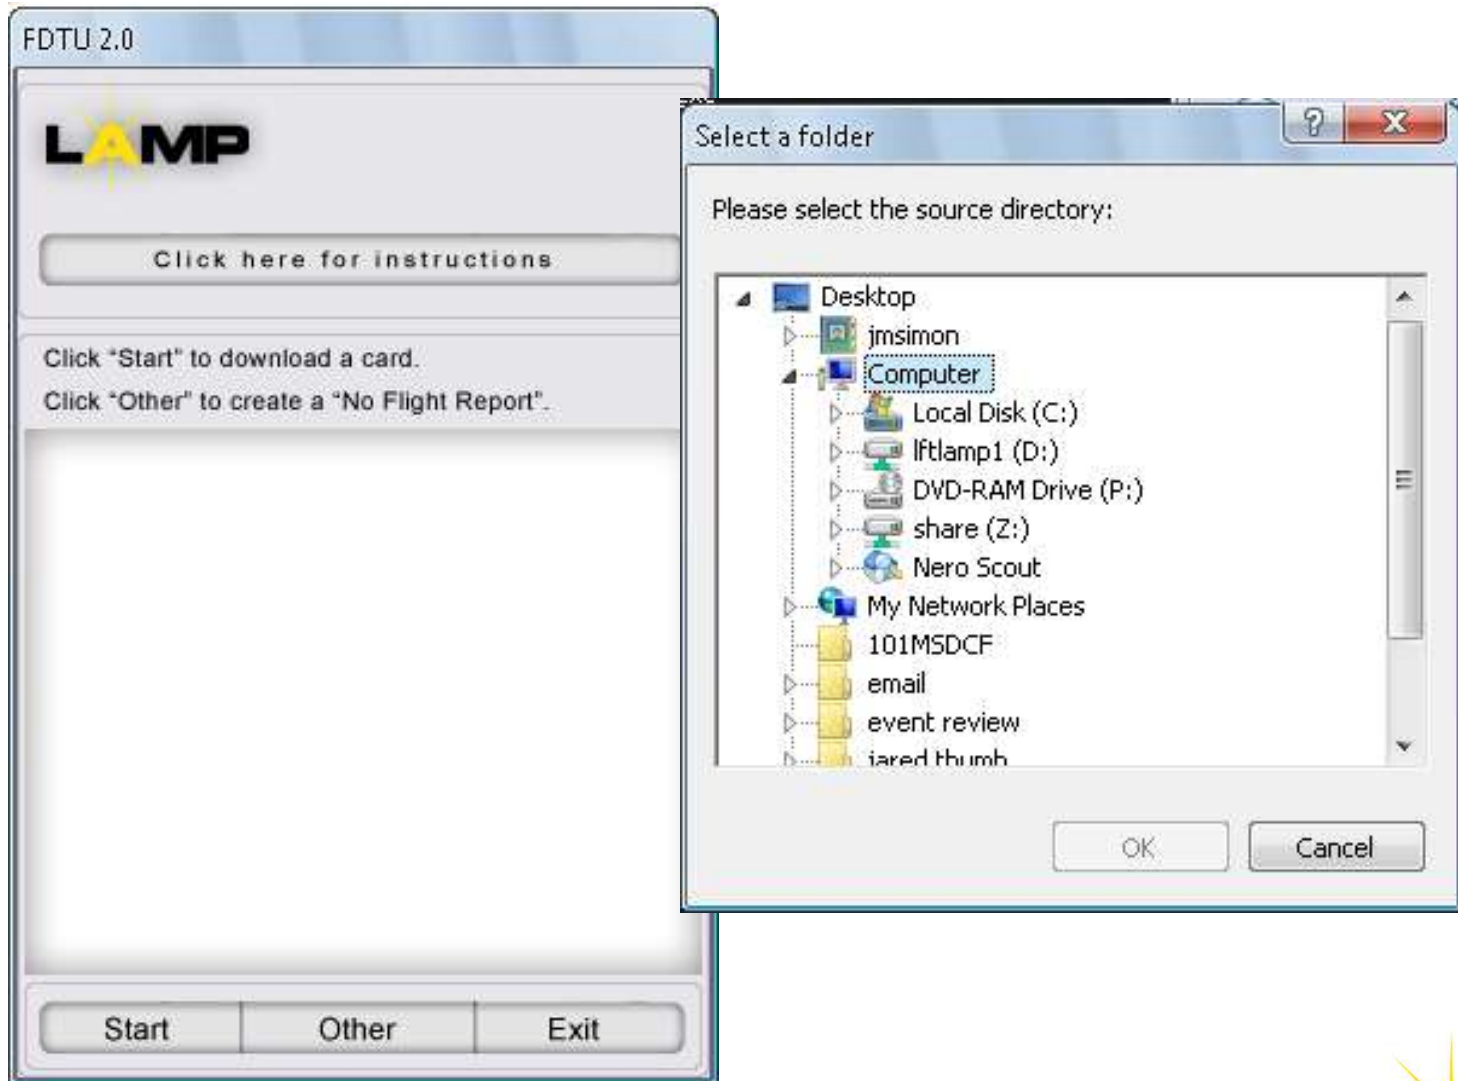 FDTU 2.0
LAMP
Click here for instructions
Click “Start” to download a card.
Click “Other” to create a “No Flight Report”.
Start
Other
Exit
Select a folder
?
X
Please select the source directory:
Desktop
jmsimon
Computer
Local Disk (C:)
lftlamp1 (D:)
DVD-RAM Drive (P:)
share (Z:)
Nero Scout
My Network Places
101MSDCF
email
event review
jared thumb
OK
Cancel